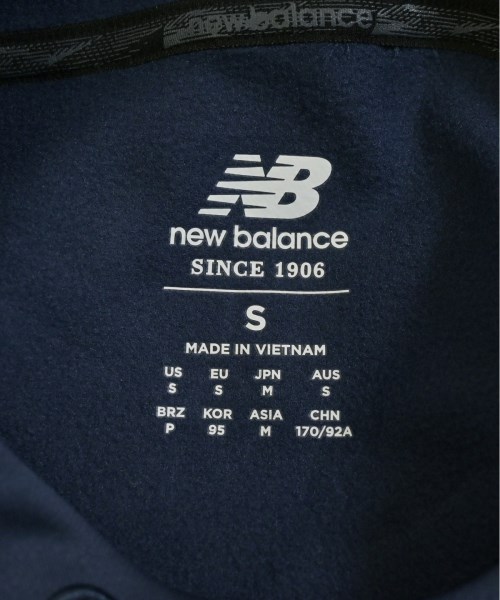 new balance
NB
new balance
SINCE 1906
S
MADE IN VIETNAM
US EU JPN AUS
S S M S
BRZ KOR ASIA CHN
P 95 M 170/92A